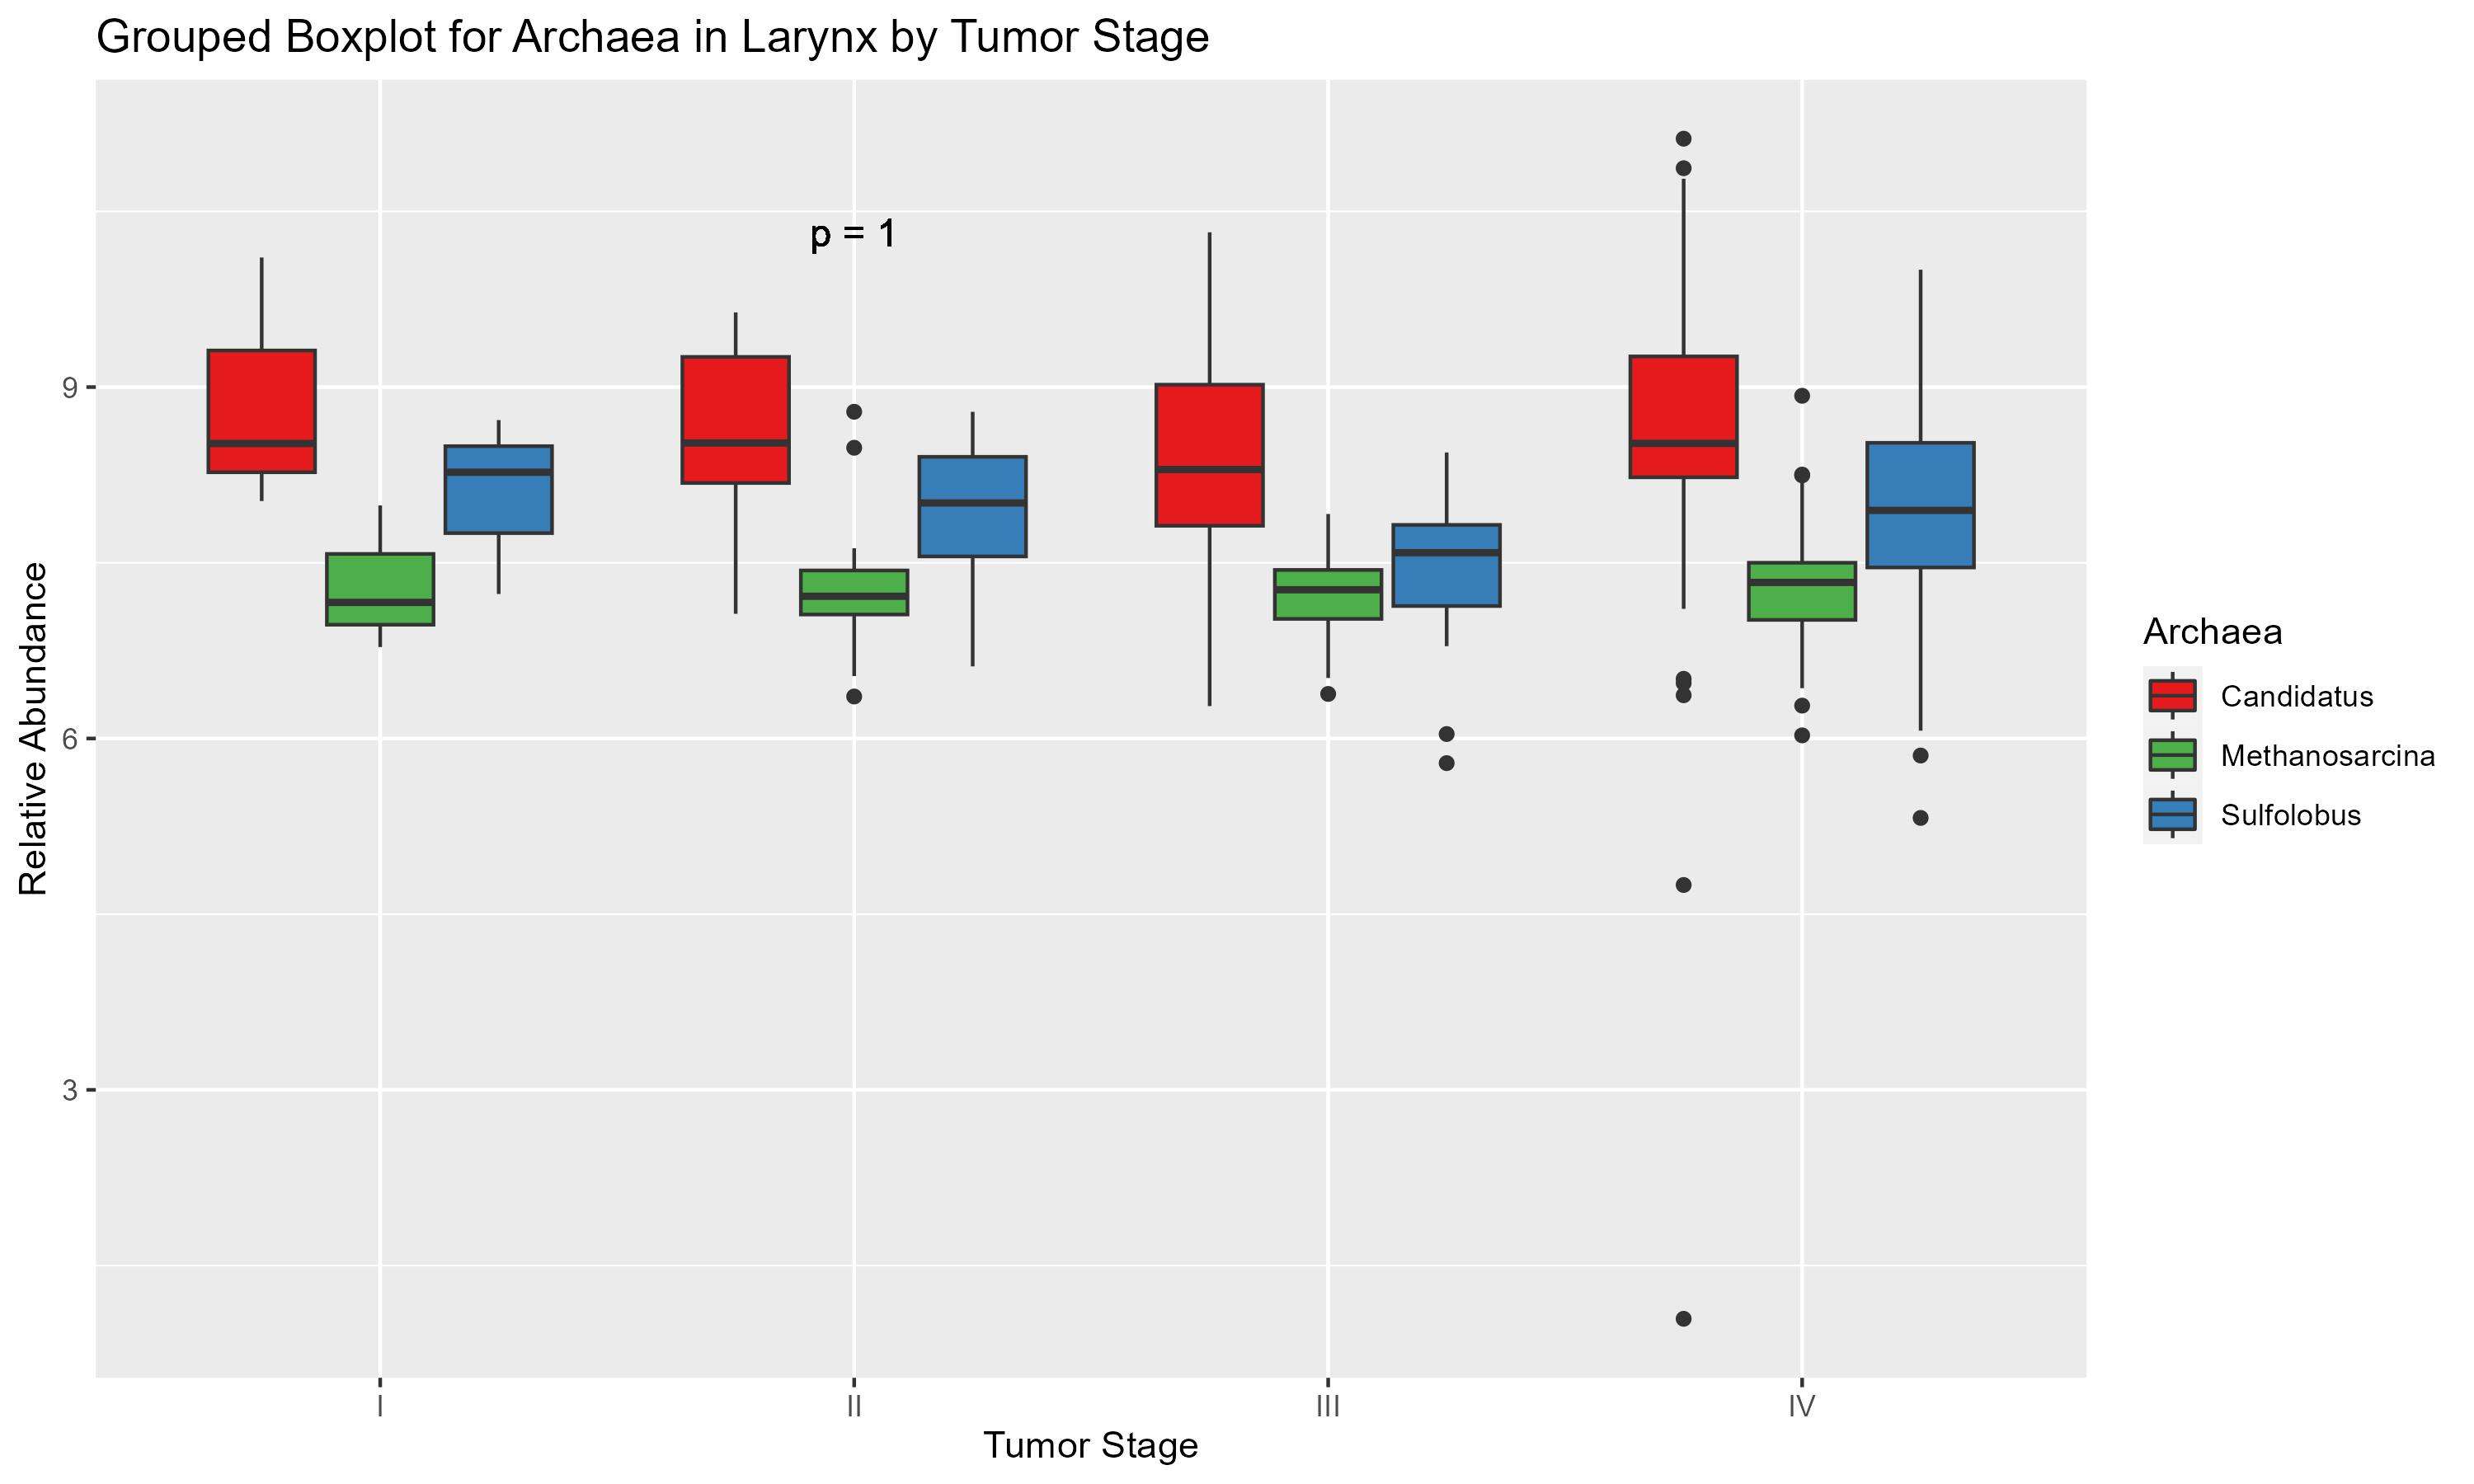 Grouped Boxplot for Archaea in Larynx by Tumor Stage
p = 1
Relative Abundance
9
6
3
I
II
III
IV
Tumor Stage
Archaea
Candidatus
Methanosarcina
Sulfolobus